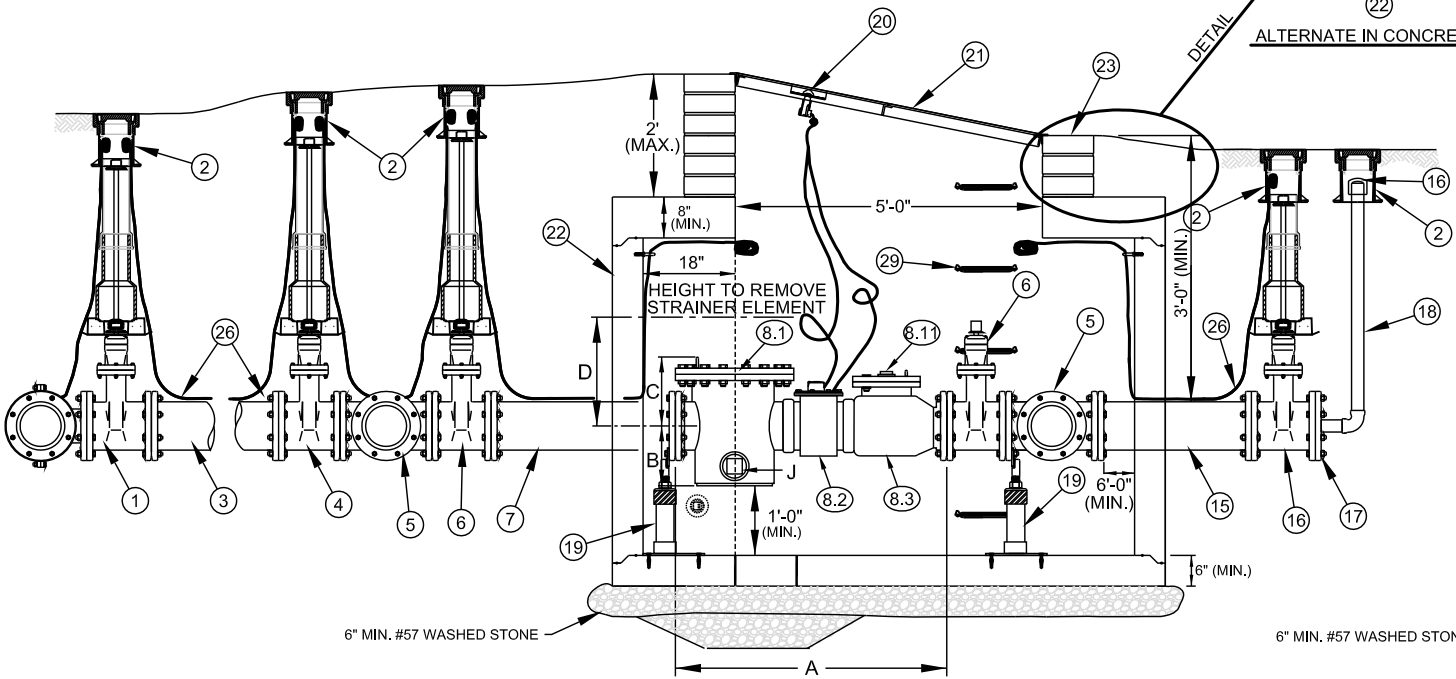 22
ALTERNATE IN CONCRE
DETAIL
20
21
23
2
2
2' (MAX.)
5'-0"
8" (MIN.)
2
16
2
22
18"
29
3'-0" (MIN.)
HEIGHT TO REMOVE
STRAINER ELEMENT
6
26
8.1
8.11
5
26
18
D
C
B
J
1
3
4
5
6
7
19
1'-0"
(MIN.)
8.2
8.3
19
6'-0"
(MIN.)
15
16
17
6" (MIN.)
6" MIN. #57 WASHED STONE
A
6" MIN. #57 WASHED STON